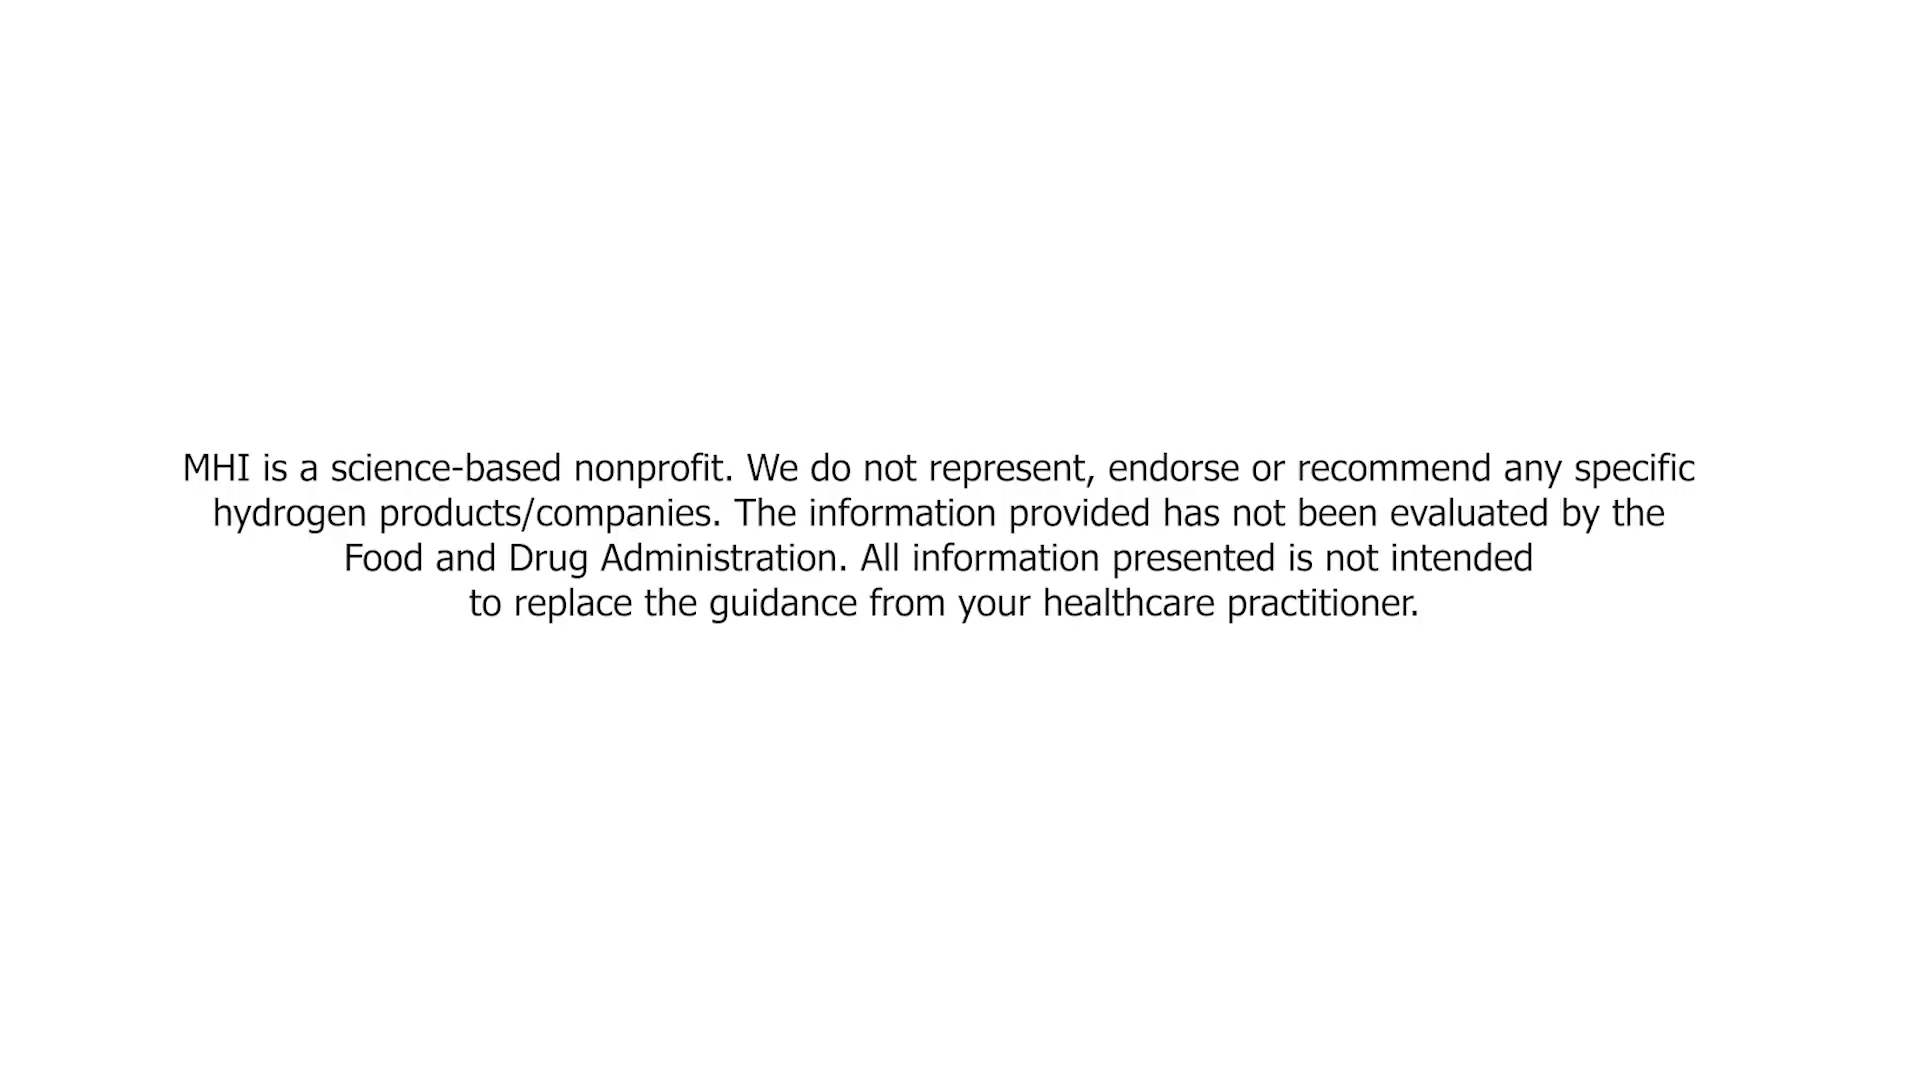 MHI is a science-based nonprofit. We do not represent, endorse or recommend any specific
hydrogen products/companies. The information provided has not been evaluated by the
Food and Drug Administration. All information presented is not intended
to replace the guidance from your healthcare practitioner.